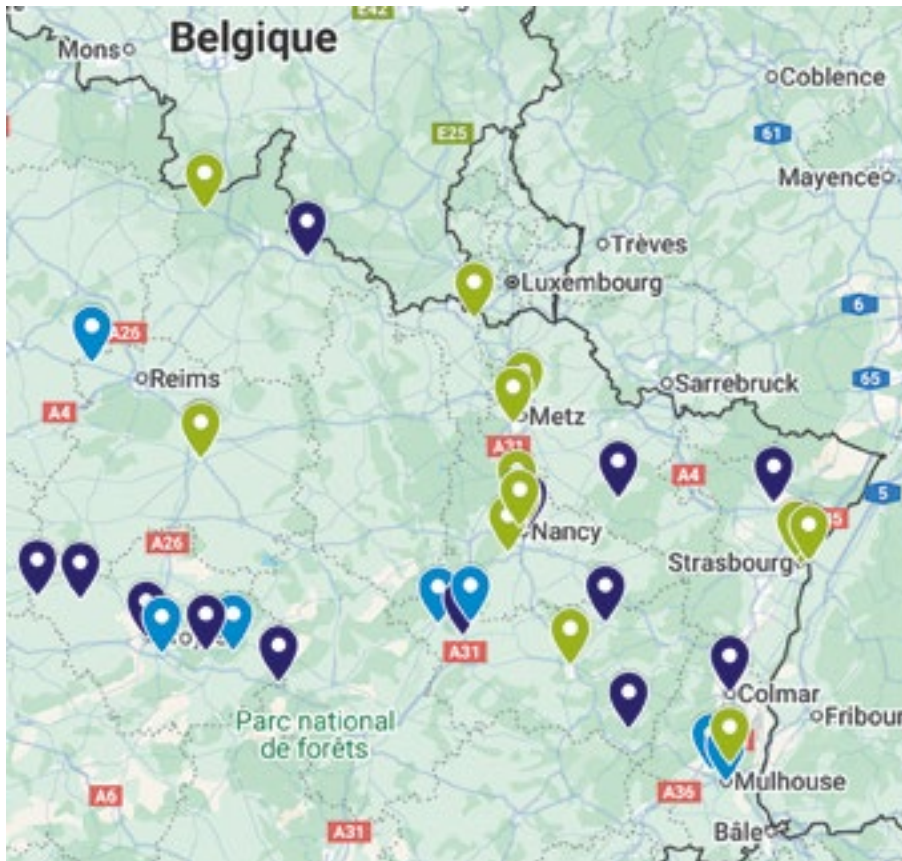 E42
Belgique
Mons
Coblence
E25
61
Mayence
Trèves
Luxembourg
6
A26
Reims
Sarrebruck
65
A4
Metz
A31
A4
5
Nancy
A26
Strasbourg
A31
Colmar
Parc national
de forêts
Fribour
Mulhouse
A6
A36
A31
Bâle